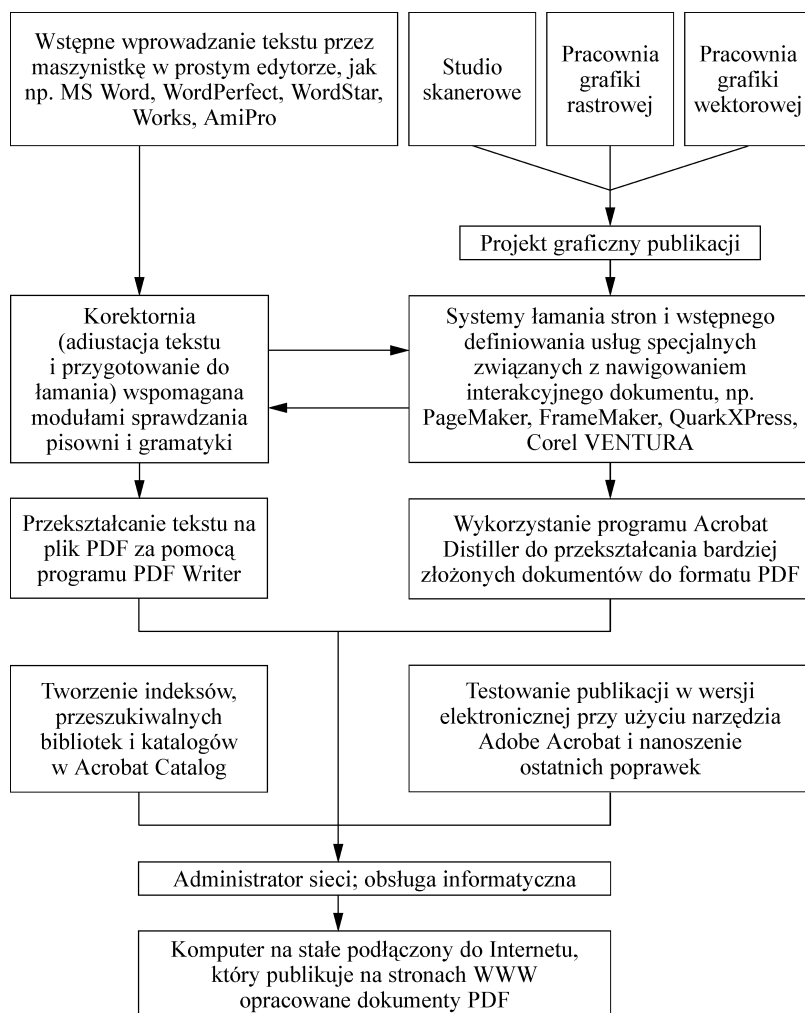 Wstępne wprowadzanie tekstu przez
maszynistkę w prostym edytorze, jak
np. MS Word, WordPerfect, WordStar,
Works, AmiPro
Studio
skanerowe
Pracownia
grafiki
rastrowej
Pracownia
grafiki
wektorowej
Projekt graficzny publikacji
Korektornia
(adiustacja tekstu
i przygotowanie do
łamania) wspomagana
modułami sprawdzania
pisowni i gramatyki
Systemy łamania stron i wstępnego
definiowania usług specjalnych
związanych z nawigowaniem
interakcyjnego dokumentu, np.
PageMaker, FrameMaker, QuarkXPress,
Corel VENTURA
Przekształcanie tekstu na
plik PDF za pomocą
programu PDF Writer
Wykorzystanie programu Acrobat
Distiller do przekształcania bardziej
złożonych dokumentów do formatu PDF
Tworzenie indeksów,
przeszukiwalnych
bibliotek i katalogów
w Acrobat Catalog
Testowanie publikacji w wersji
elektronicznej przy użyciu narzędzia
Adobe Acrobat i nanoszenie
ostatnich poprawek
Administrator sieci; obsługa informatyczna
Komputer na stałe podłączony do Internetu,
który publikuje na stronach WWW
opracowane dokumenty PDF